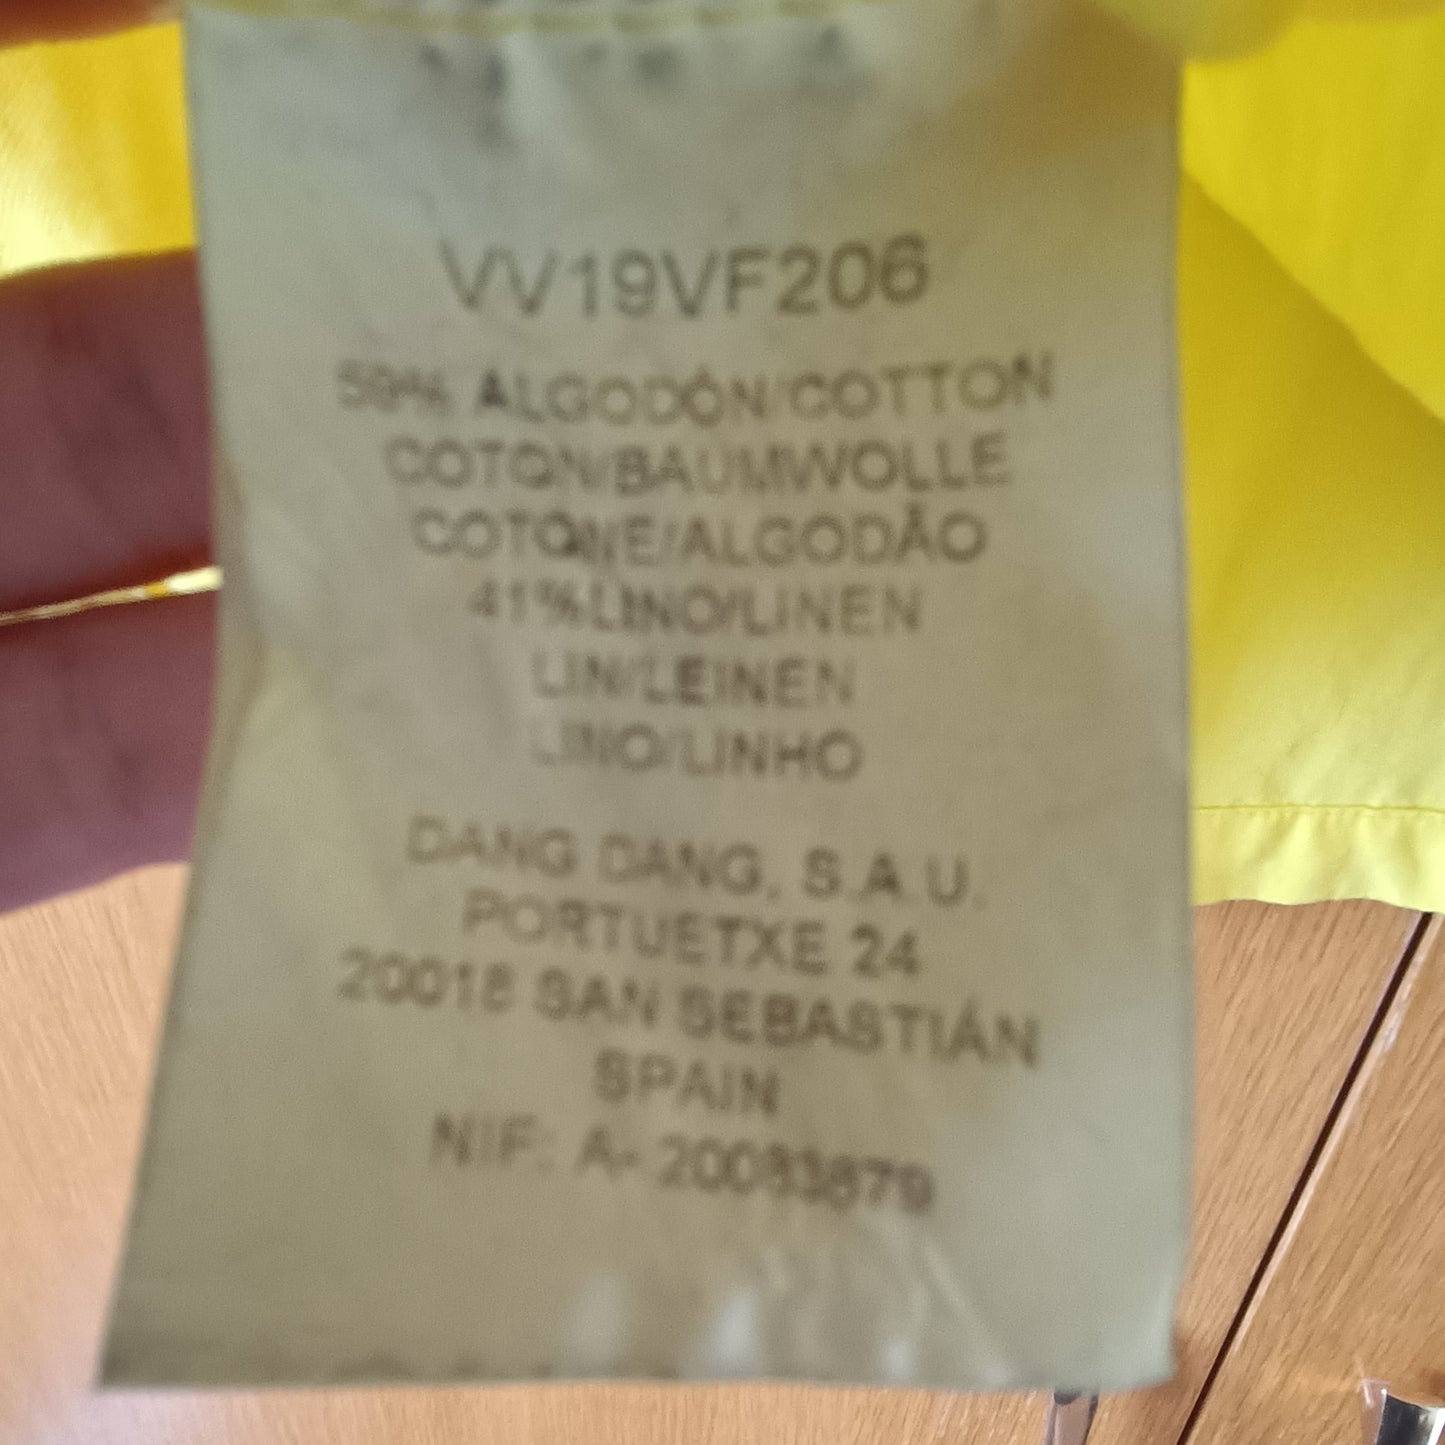 VV19VF206
59% ALGODÓN/COTTON
COTON/BAUMWOLLE
COTONE/ALGODÃO
41%LINO/LINEN
LIN/LEINEN
LINO/LINHO
DANG DANG, S.A.U.
PORTUETXE 24
20018 SAN SEBASTIÁN
SPAIN
NIF: A-20083879